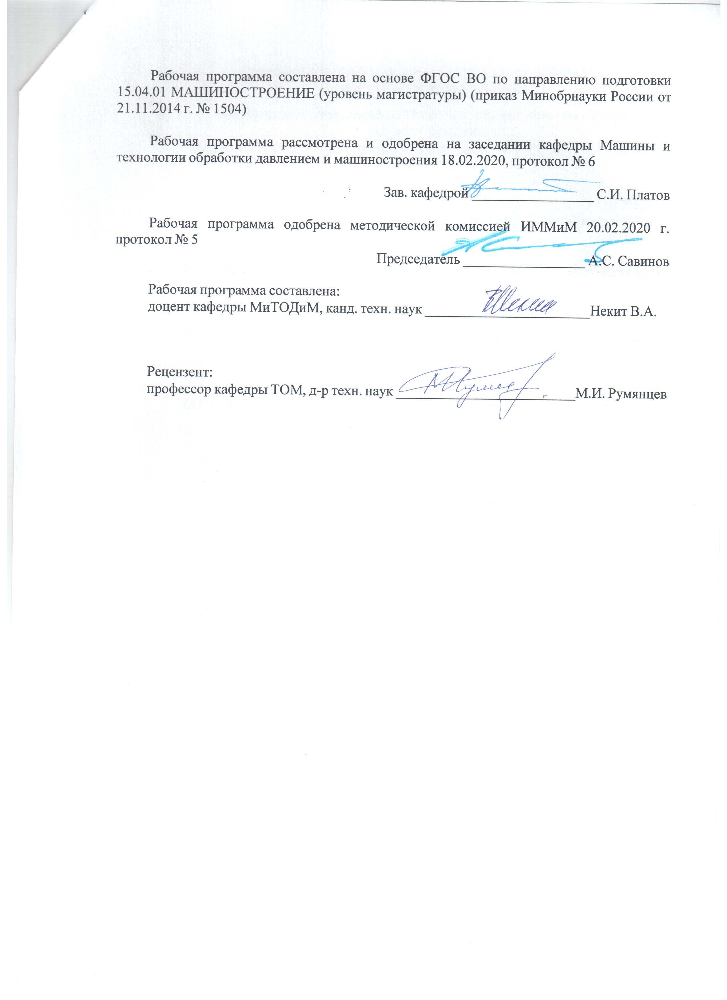 Рабочая программа составлена на основе ФГОС ВО по направлению подготовки
15.04.01 МАШИНОСТРОЕНИЕ (уровень магистратуры) (приказ Минобрнауки России от
21.11.2014 г. № 1504)
Рабочая программа рассмотрена и одобрена на заседании кафедры Машины и
технологии обработки давлением и машиностроения 18.02.2020, протокол № 6
Зав. кафедрой ________________ С.И. Платов
Рабочая программа одобрена методической комиссией ИММиМ 20.02.2020 г.
протокол № 5
Председатель ________________ А.С. Савинов
Рабочая программа составлена:
доцент кафедры МиТОДиМ, канд. техн. наук ______________________Некит В.А.
Рецензент:
профессор кафедры ТОМ, д-р техн. наук ________________________М.И. Румянцев